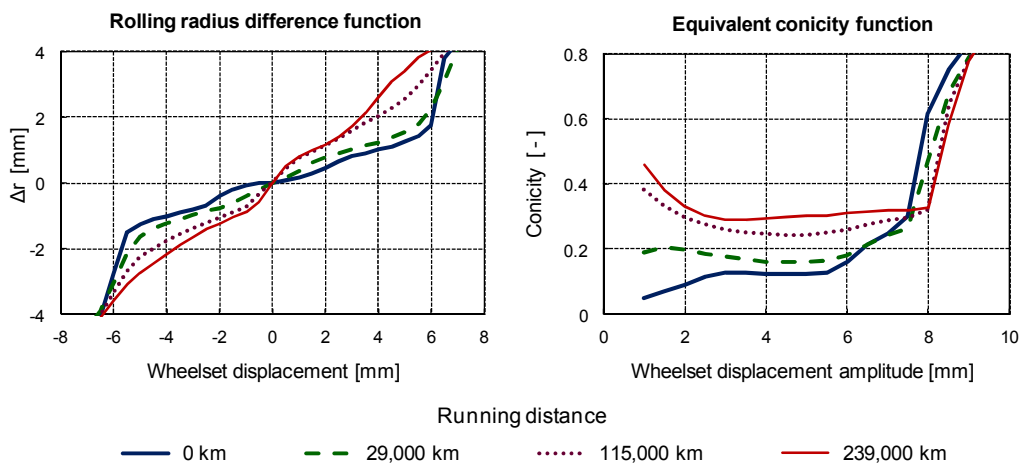 Rolling radius difference function
4
2
0
-2
-4
Δr [mm]
-8 -6 -4 -2 0 2 4 6 8
Wheelset displacement [mm]
Equivalent conicity function
0.8
0.6
0.4
0.2
0
Conicity [ - ]
0 2 4 6 8 10
Wheelset displacement amplitude [mm]
Running distance
0 km 29,000 km 115,000 km 239,000 km